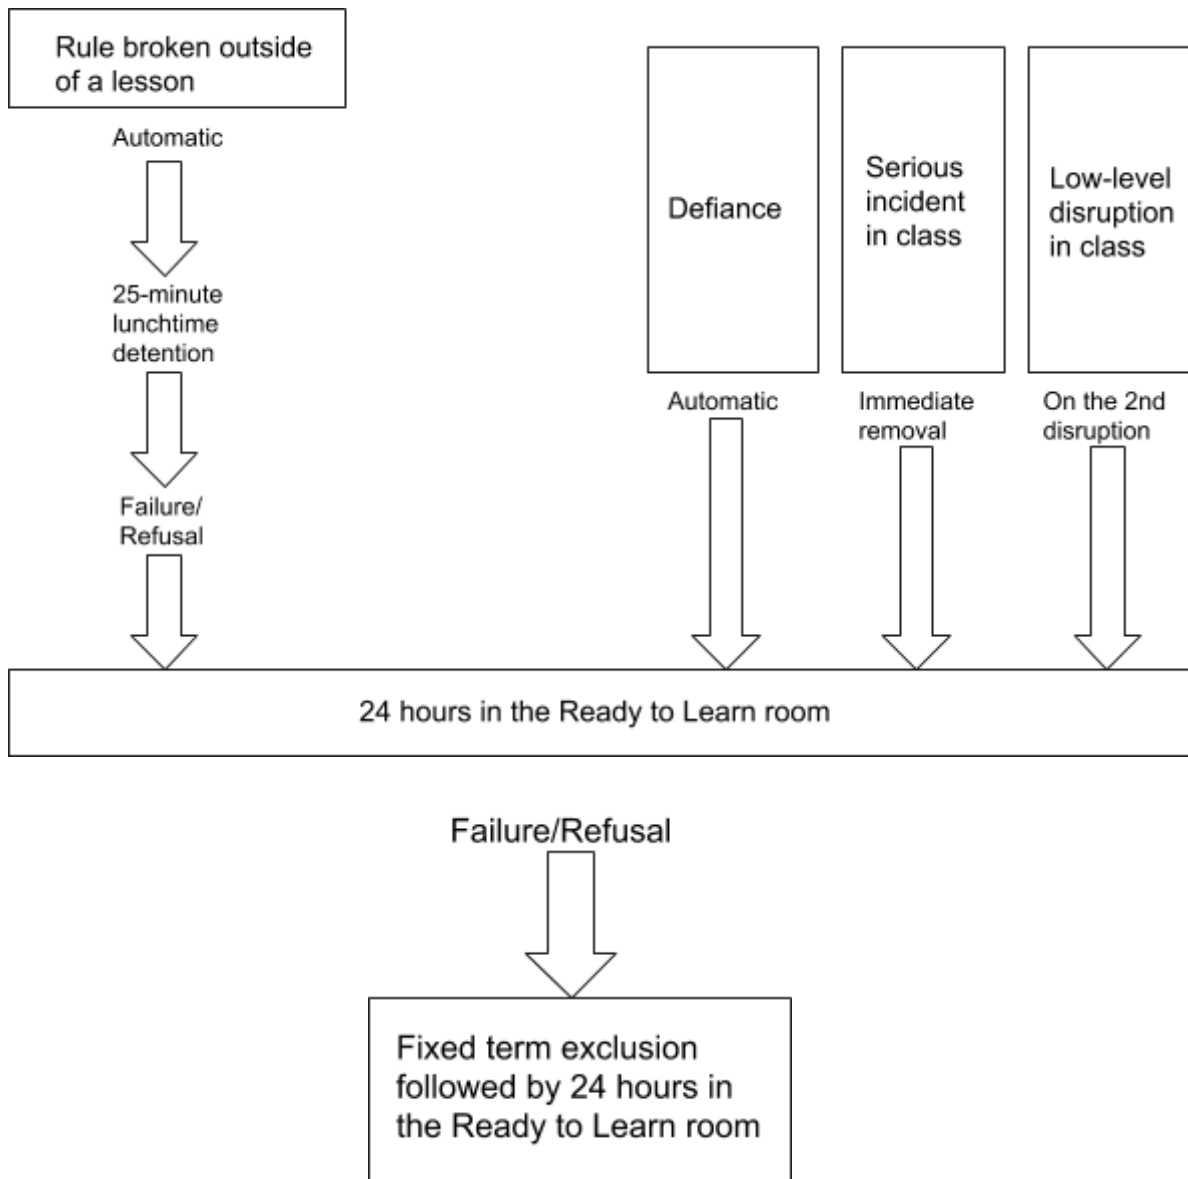 Rule broken outside
of a lesson
Automatic
25-minute
lunchtime
detention
Failure/
Refusal
Defiance
Automatic
Serious
incident
in class
Immediate
removal
Low-level
disruption
in class
On the 2nd
disruption
24 hours in the Ready to Learn room
Failure/Refusal
Fixed term exclusion
followed by 24 hours in
the Ready to Learn room